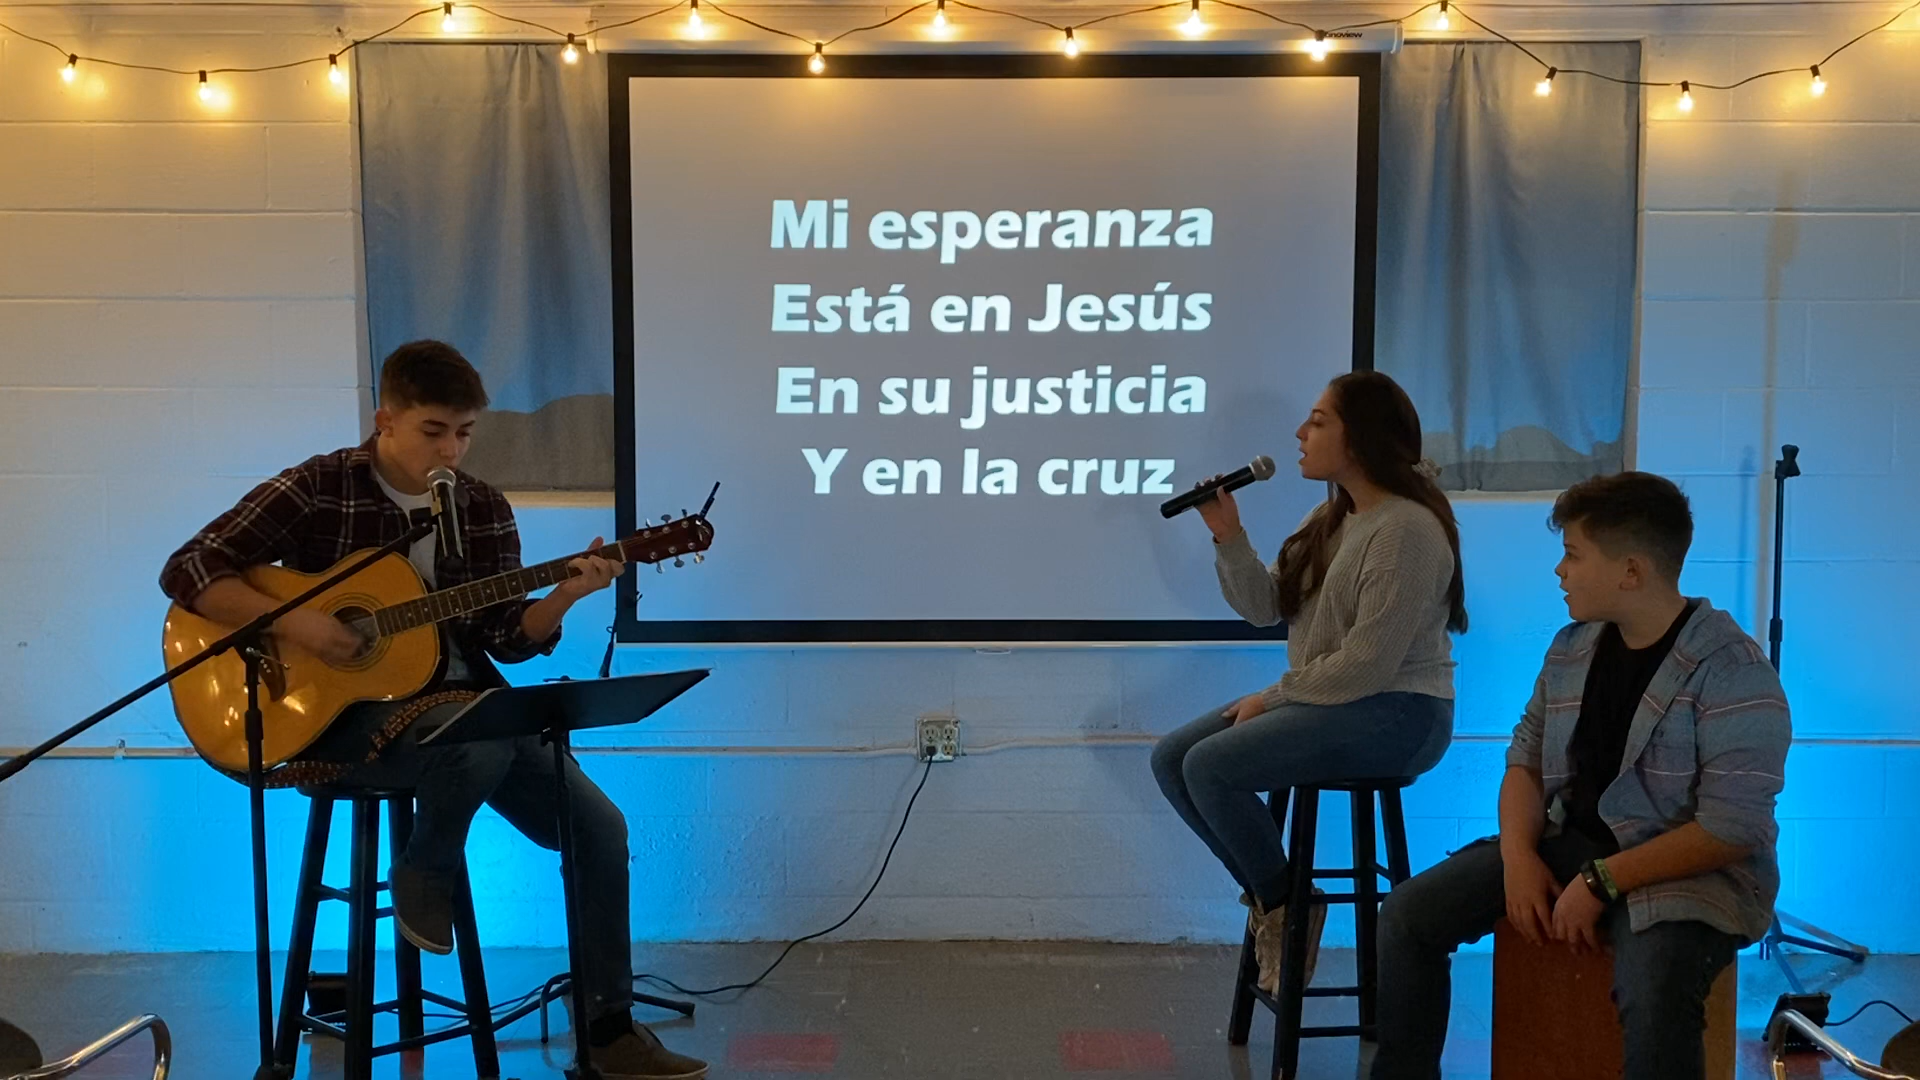 Mi esperanza
Está en Jesús
En su justicia
Y en la cruz